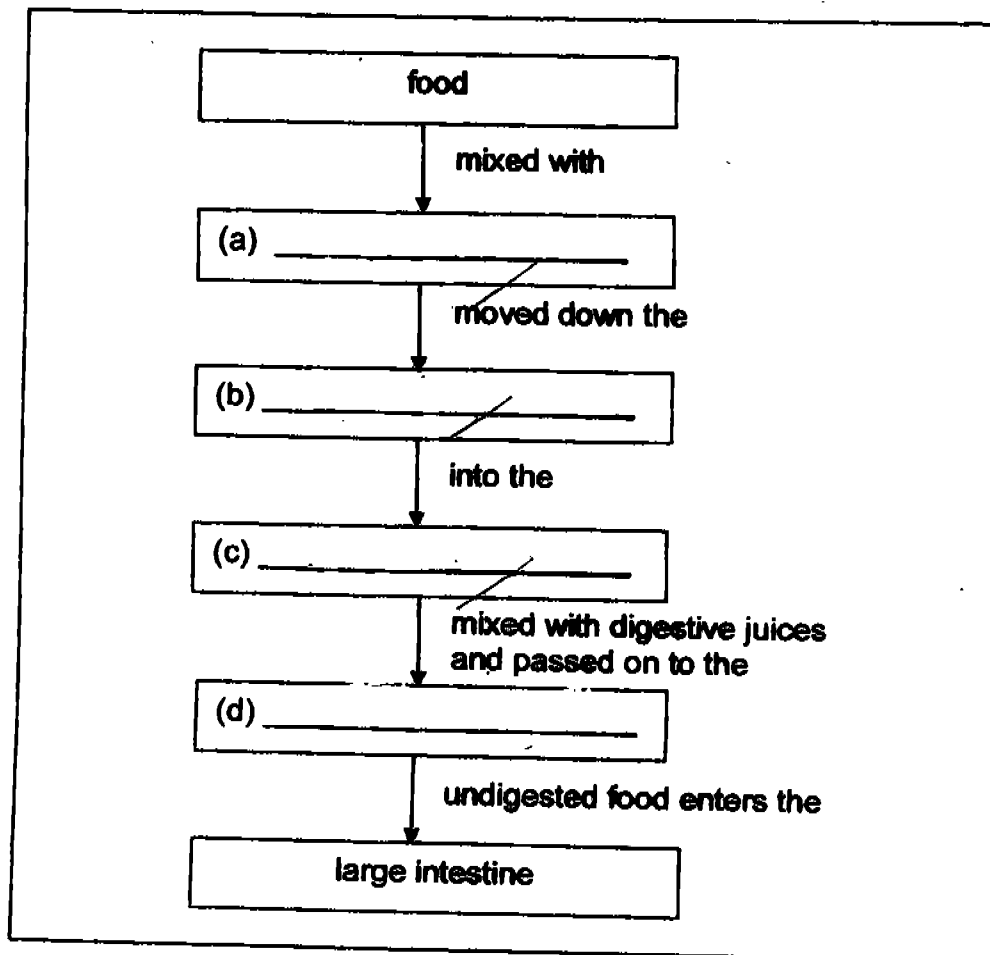 food
mixed with
(a)
moved down the
(b)
into the
(c)
mixed with digestive juices
and passed on to the
(d)
undigested food enters the
large intestine